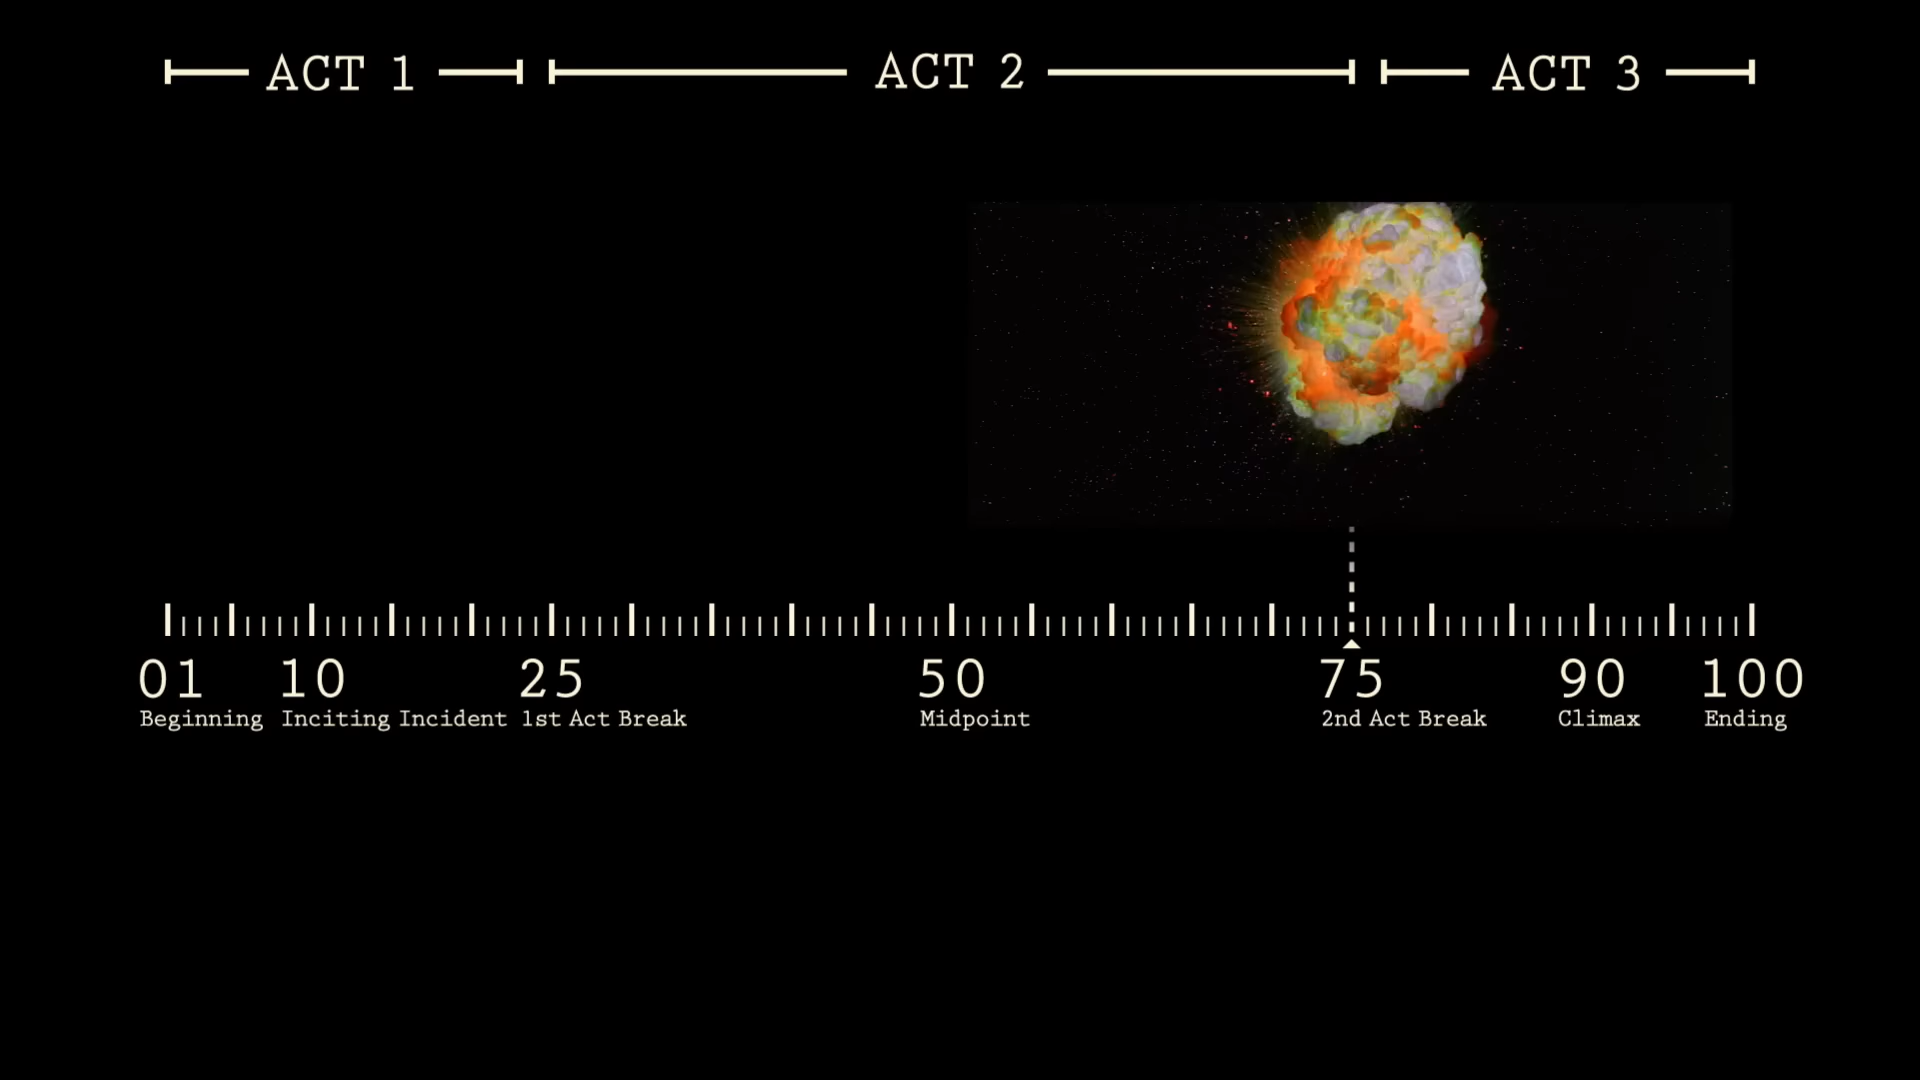 ACT 1 ACT 2 ACT 3
01 10 25 50 75 90 100
Beginning Inciting Incident 1st Act Break Midpoint 2nd Act Break Climax Ending